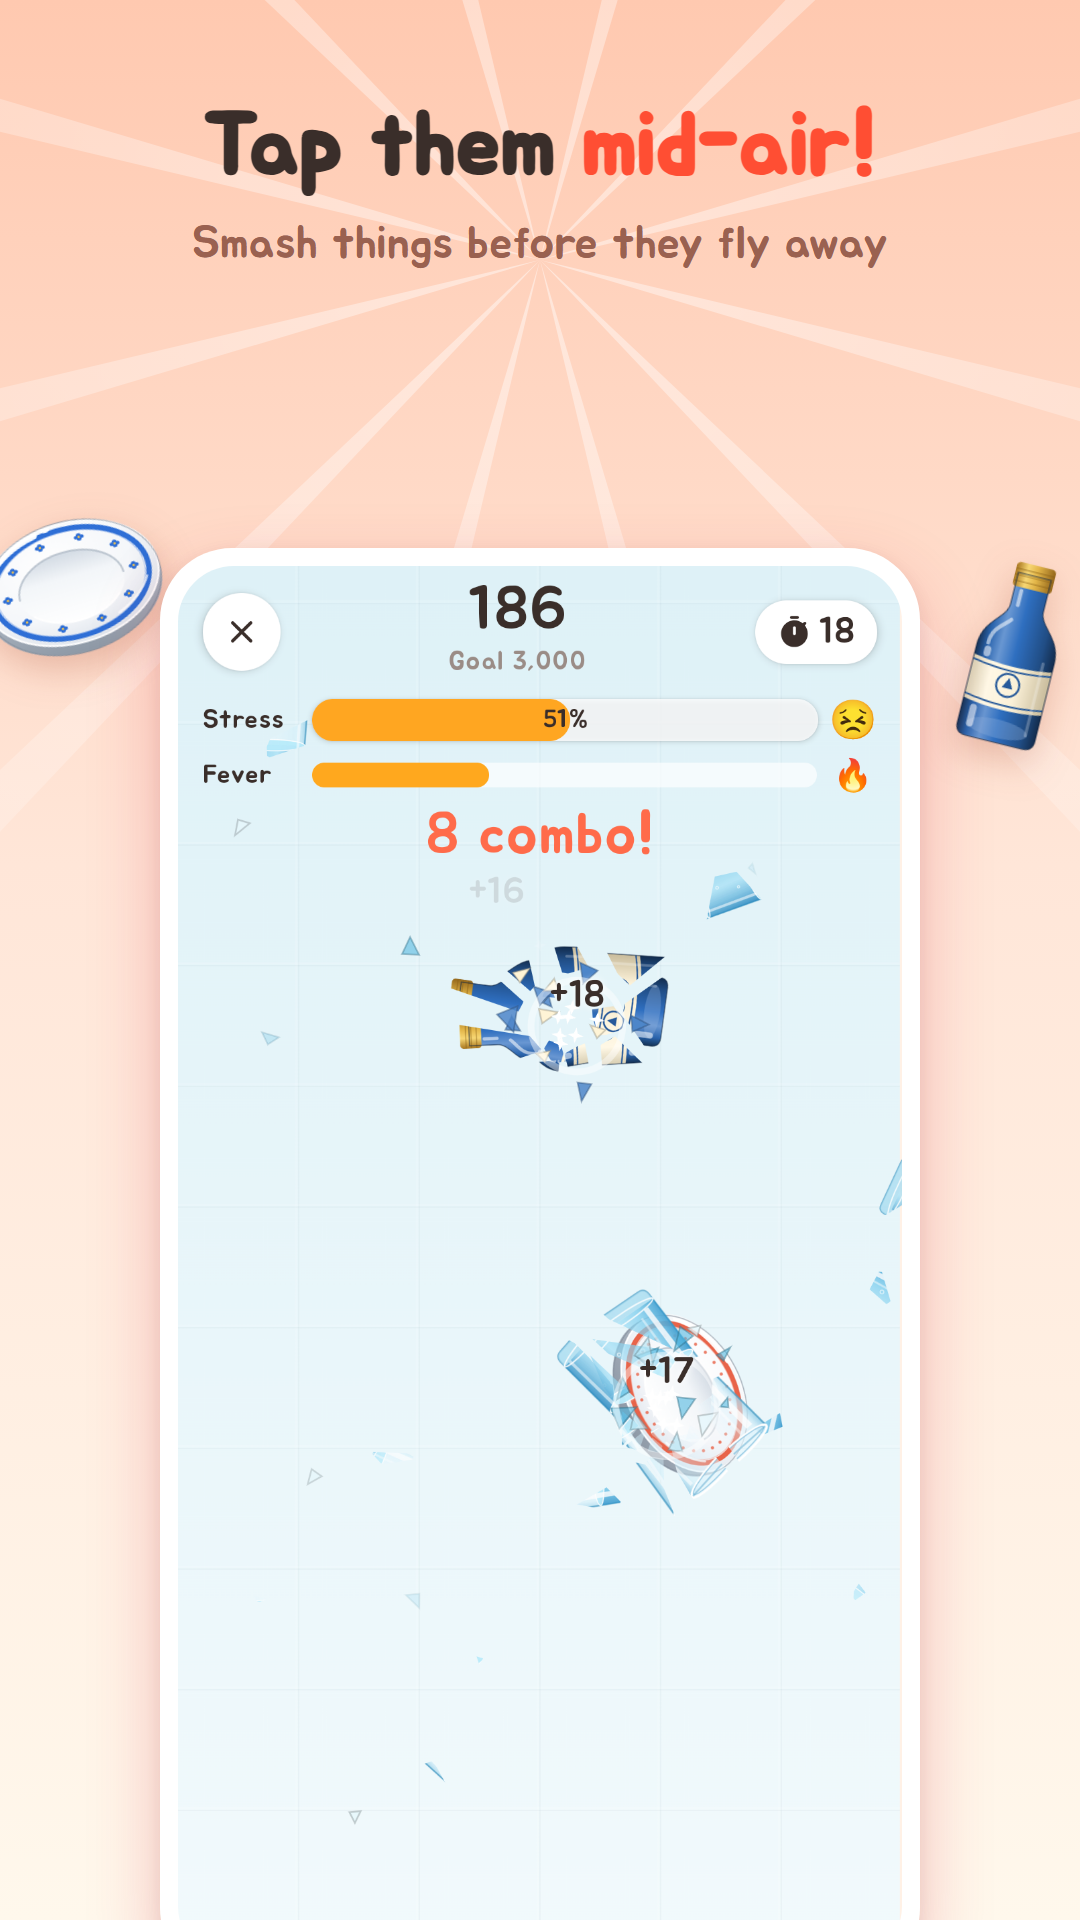 Tap them mid-air!
Smash things before they fly away
186
Goal 3,000
18
Stress 51%
Fever
8 combo!
+16
+18
+17